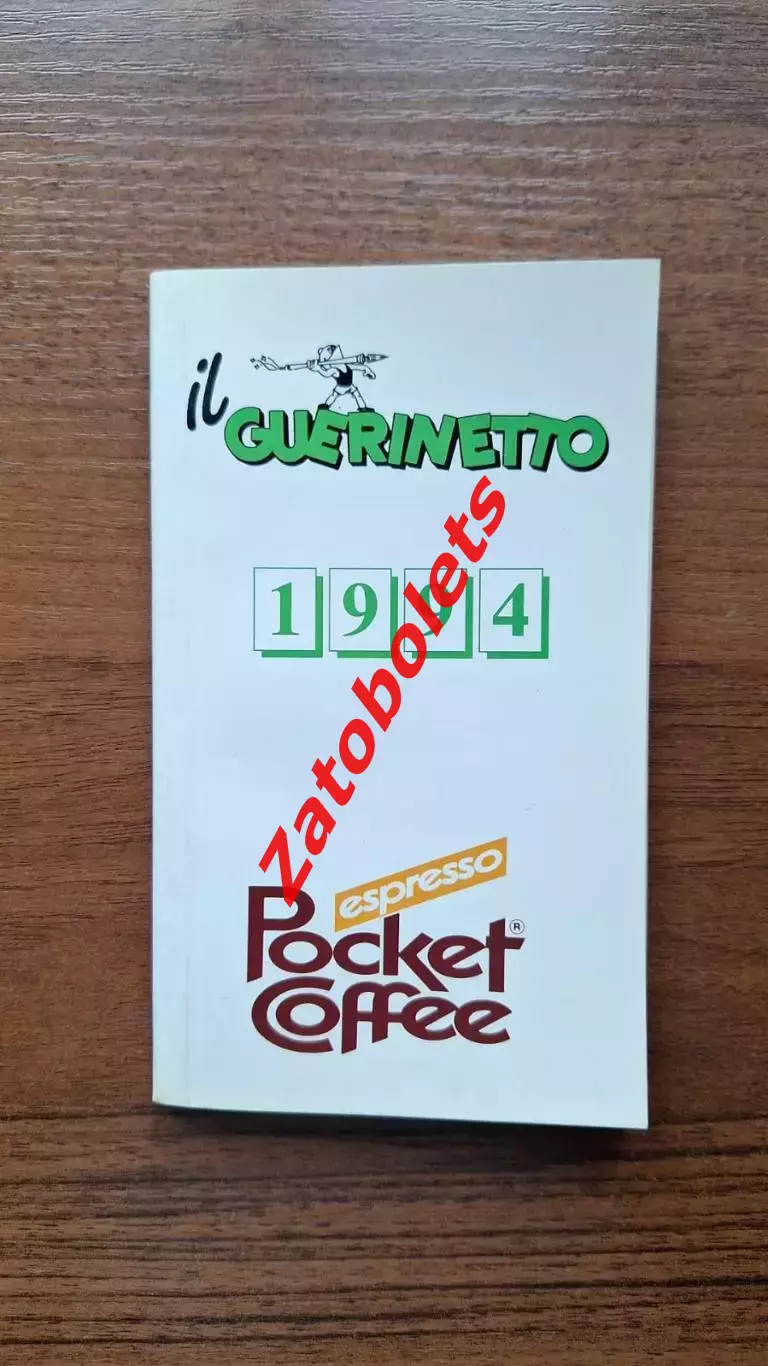 il GUERINETTO
1994
Zatobolets
espresso
Pocket®
Coffee